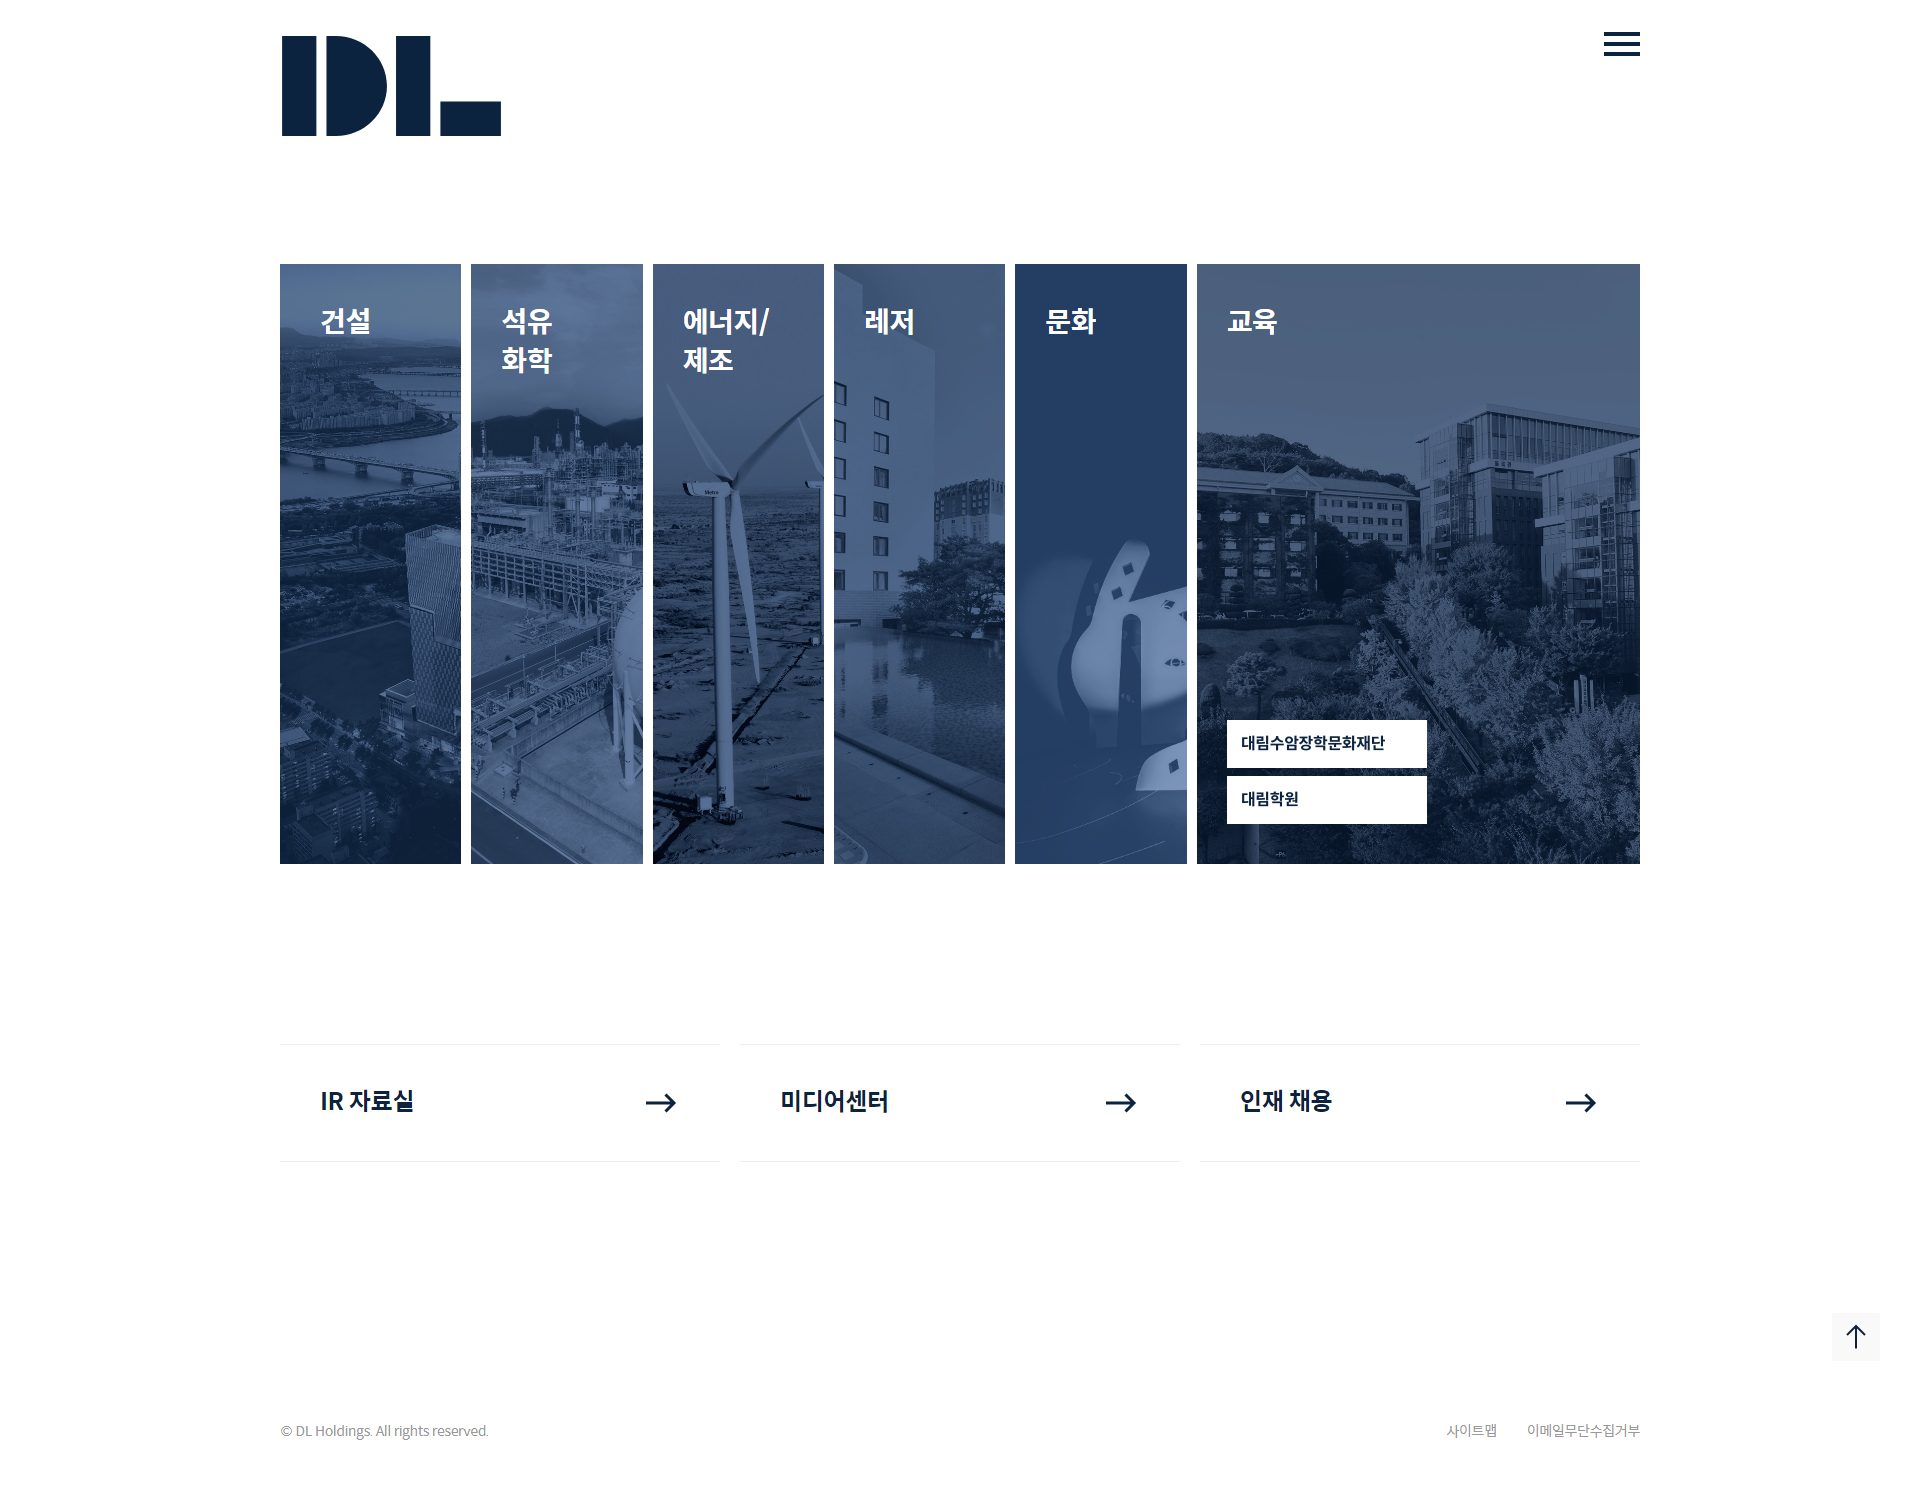 DL
건설
석유
화학
에너지/
제조
레저
문화
교육
대림수암장학문화재단
대림학원
IR 자료실
미디어센터
인재 채용
© DL Holdings. All rights reserved.
사이트맵
이메일무단수집거부